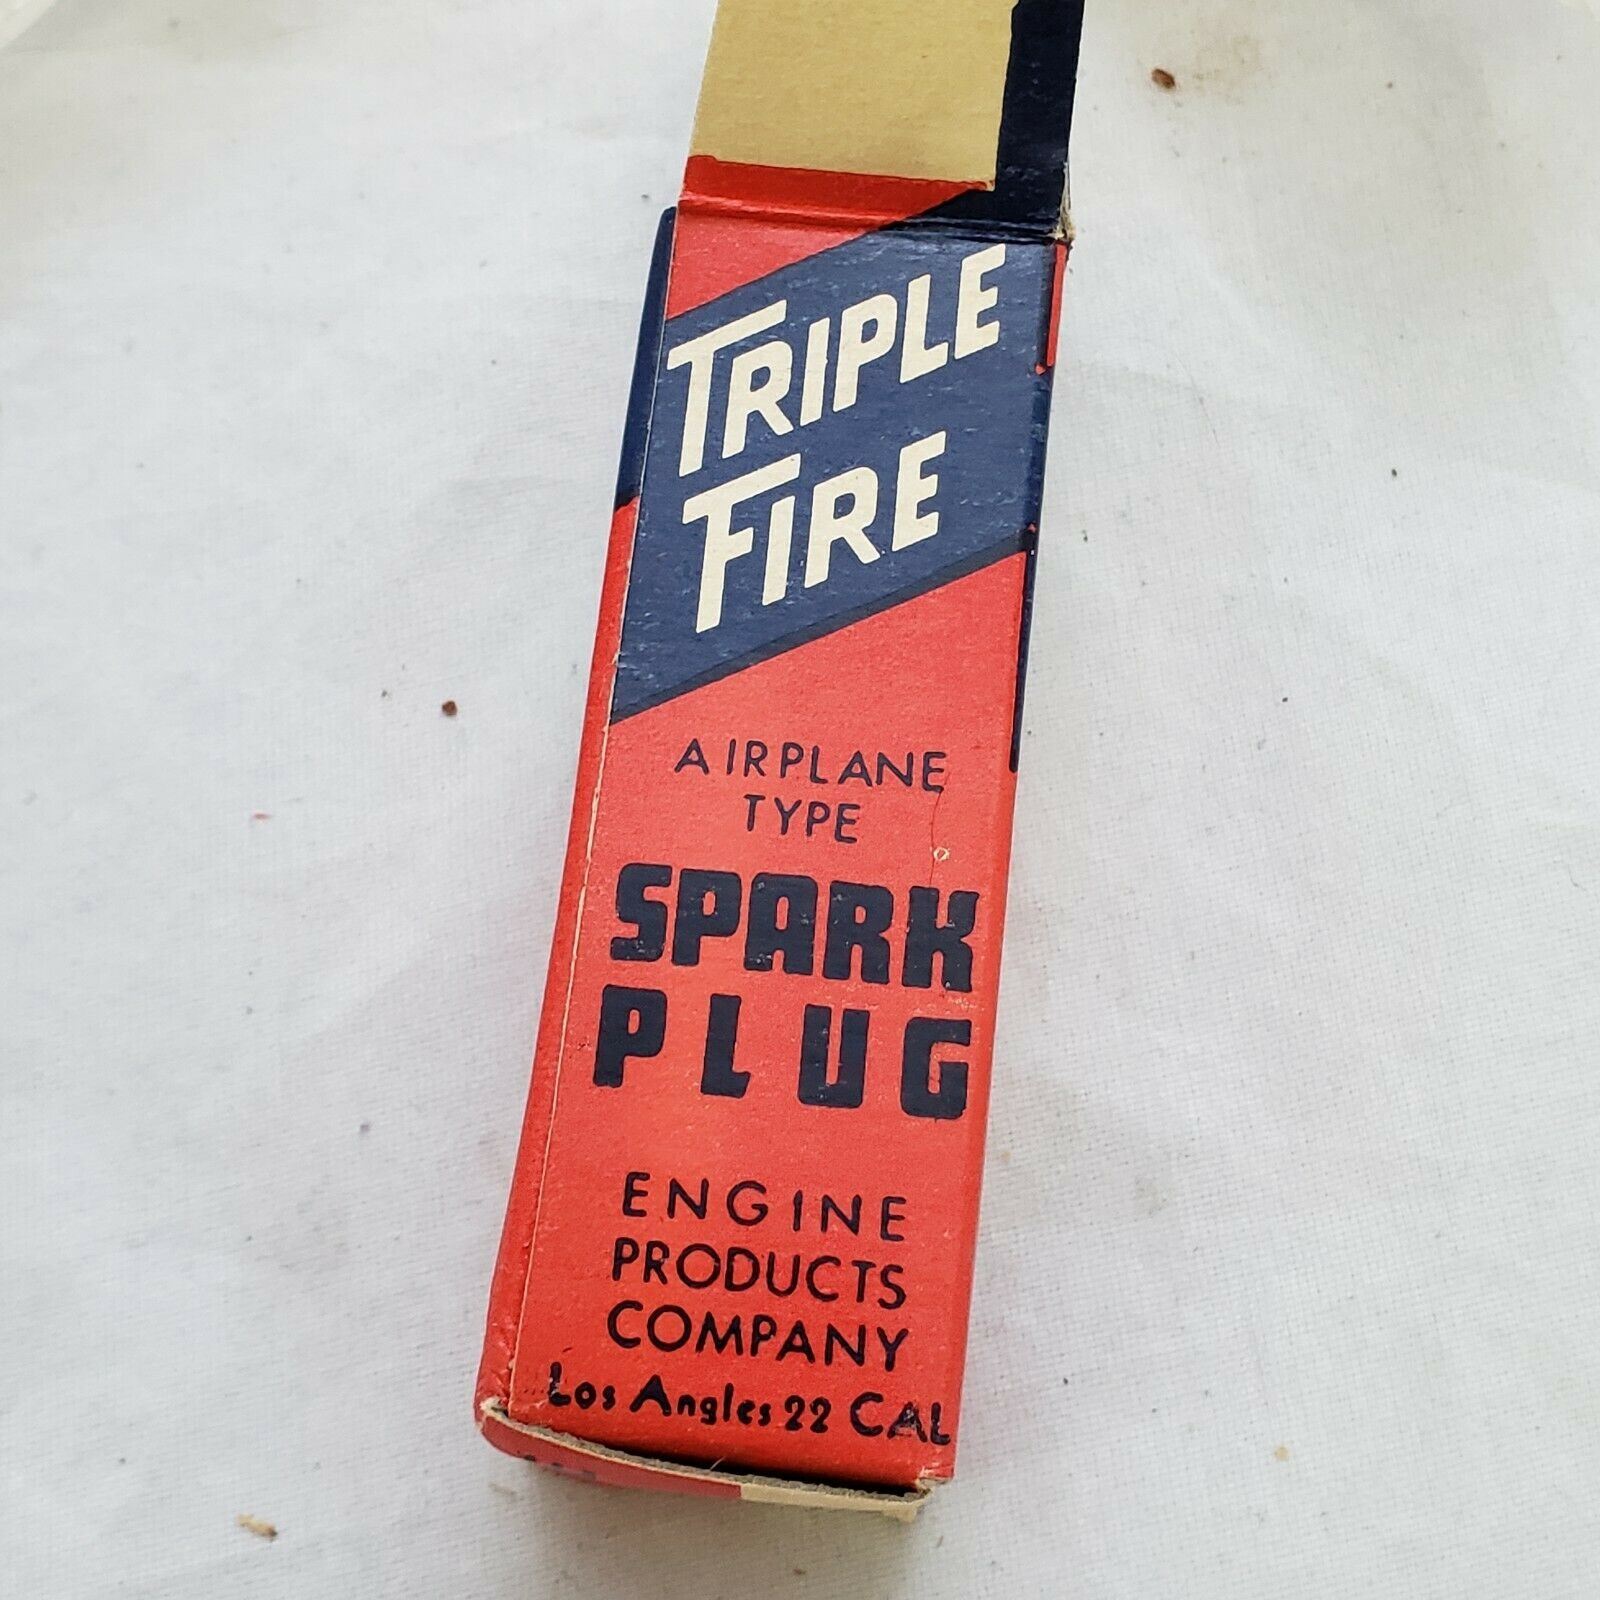 TRIPLE
FIRE
AIRPLANE
TYPE
SPARK
PLUG
ENGINE
PRODUCTS
COMPANY
Los Angles 22 CAL